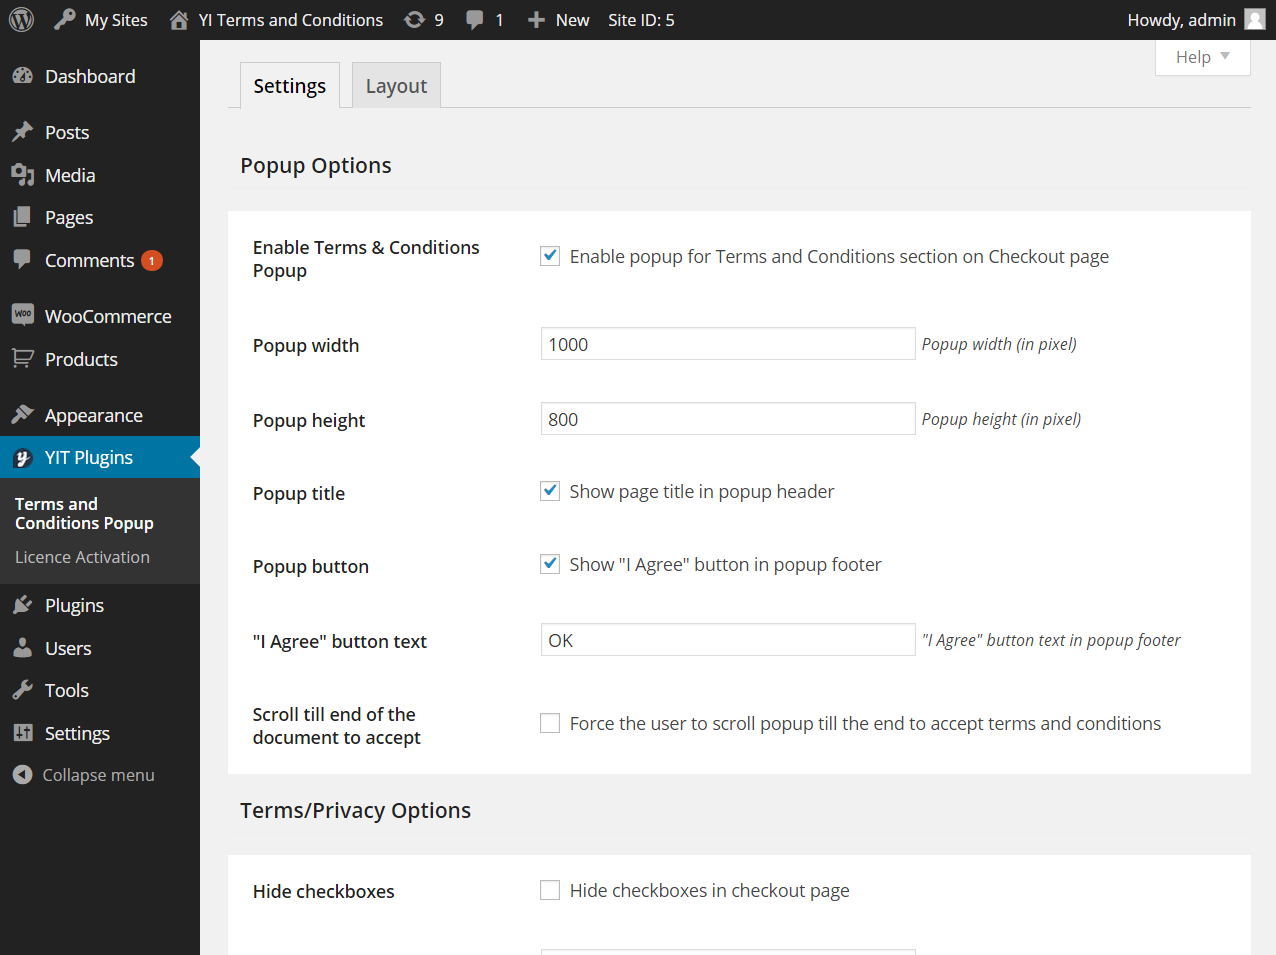 My Sites YI Terms and Conditions 9 1 New Site ID: 5 Howdy, admin
Help
Dashboard
Posts
Media
Pages
Comments 1
WOO WooCommerce
Products
Appearance
YIT Plugins
Terms and
Conditions Popup
Licence Activation
Plugins
Users
Tools
Settings
Collapse menu
Settings Layout
Popup Options
Enable Terms & Conditions
Popup
Enable popup for Terms and Conditions section on Checkout page
Popup width 1000 Popup width (in pixel)
Popup height 800 Popup height (in pixel)
Popup title Show page title in popup header
Popup button Show "I Agree" button in popup footer
"I Agree" button text OK "I Agree" button text in popup footer
Scroll till end of the
document to accept
Force the user to scroll popup till the end to accept terms and conditions
Terms/Privacy Options
Hide checkboxes Hide checkboxes in checkout page